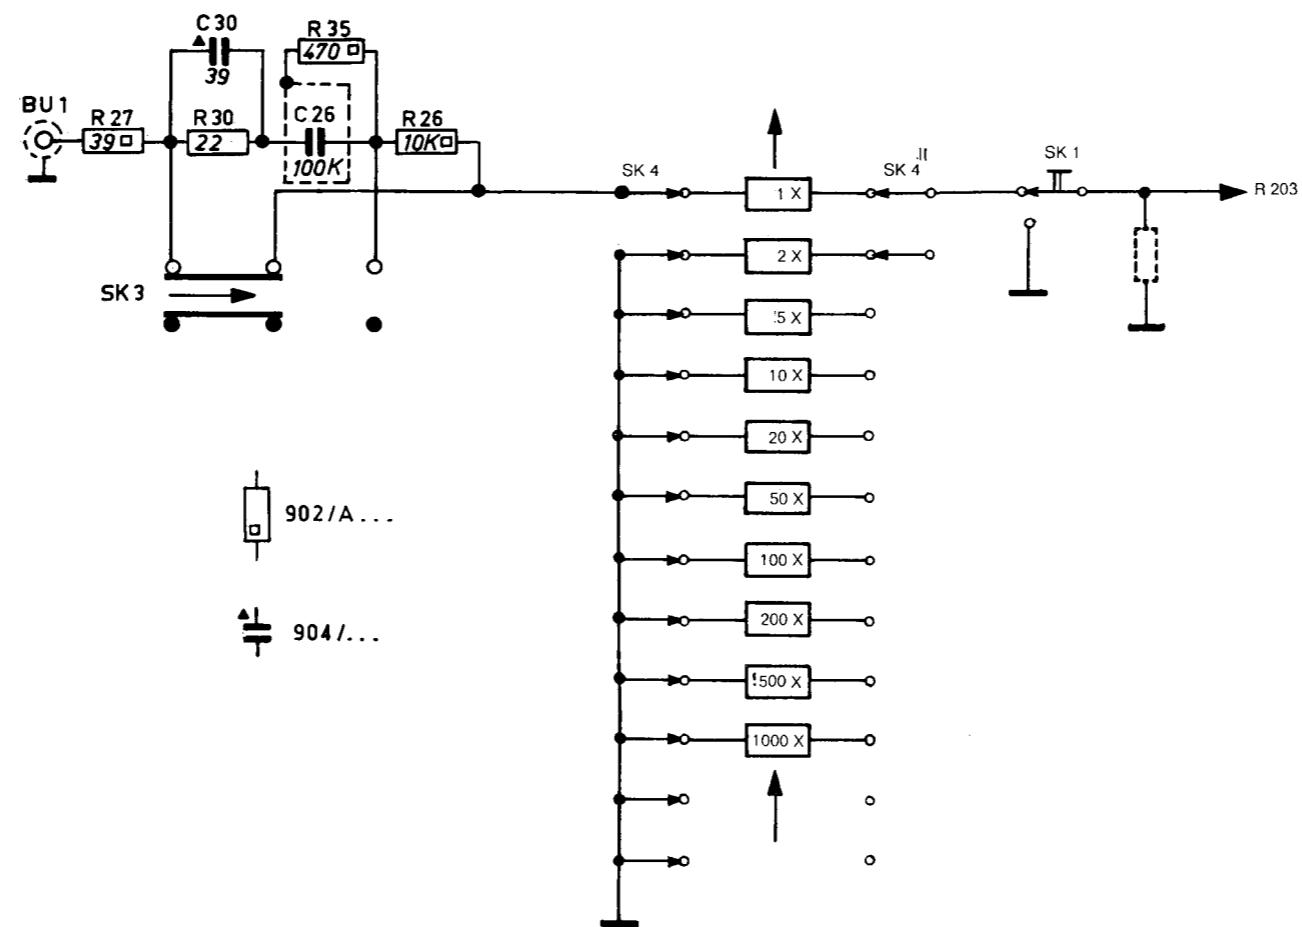 C 30
39
R 35
470
BU 1
R 27
39
R 30
22
C 26
100K
R 26
10K
SK 3
SK 4
1 X
SK 4 II
SK 1
R 203
2 X
5 X
10 X
20 X
50 X
100 X
200 X
500 X
1000 X
902/A...
904/...